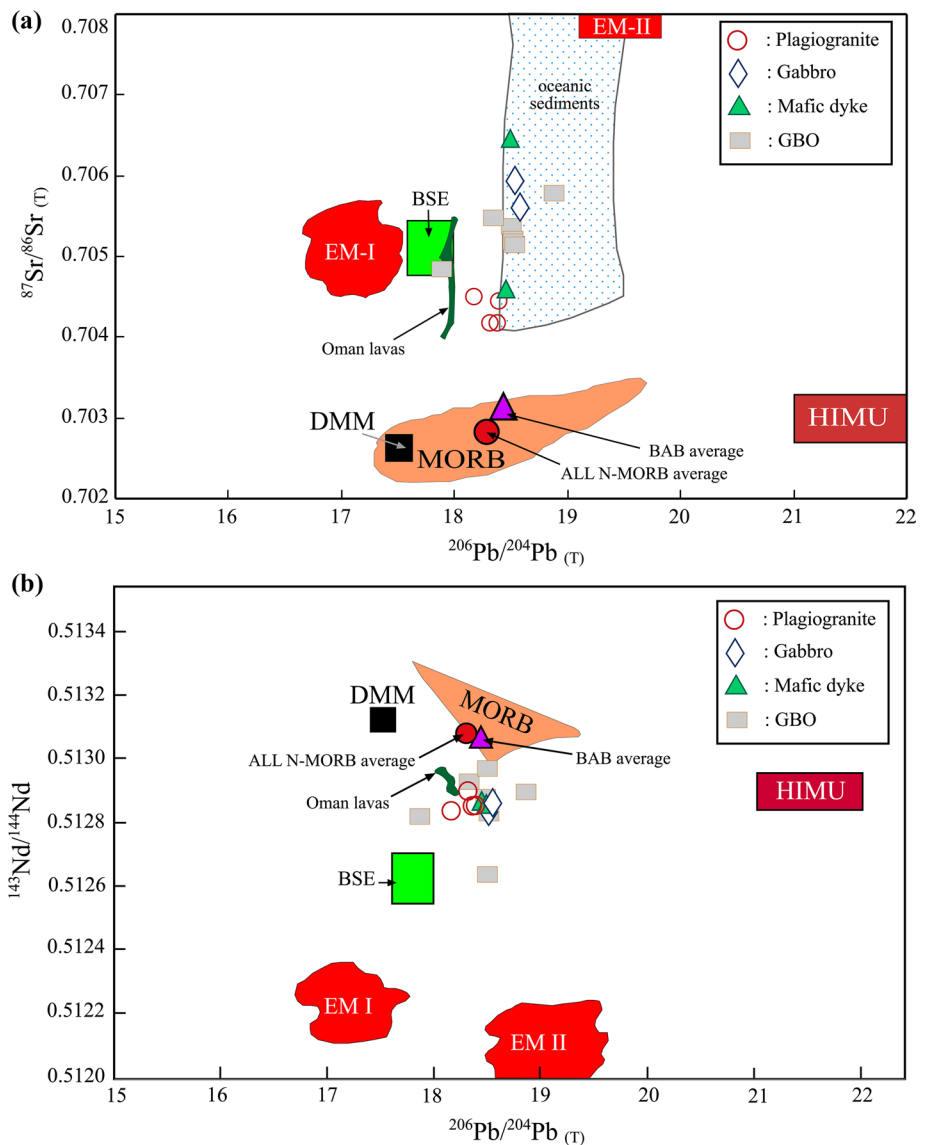 (a)
0.708
0.707
0.706
0.705
0.704
0.703
0.702
87Sr/86Sr (T)
EM-II
oceanic
sediments
: Plagiogranite
: Gabbro
: Mafic dyke
: GBO
BSE
EM-I
Oman lavas
DMM
MORB
BAB average
ALL N-MORB average
HIMU
15 16 17 18 19 20 21 22
206Pb/204Pb (T)
(b)
0.5134
0.5132
0.5130
0.5128
0.5126
0.5124
0.5122
0.5120
143Nd/144Nd
: Plagiogranite
: Gabbro
: Mafic dyke
: GBO
DMM
MORB
ALL N-MORB average
BAB average
Oman lavas
HIMU
BSE
EM I
EM II
15 16 17 18 19 20 21 22
206Pb/204Pb (T)